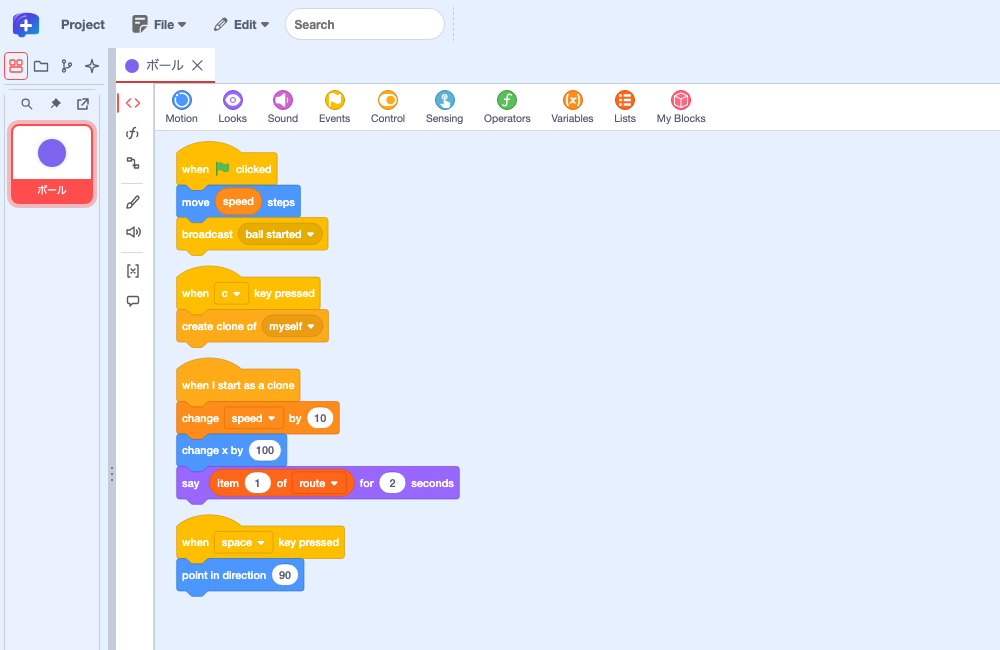 Project File Edit Search
ボール
Motion Looks Sound Events Control Sensing Operators Variables Lists My Blocks
ボール
when clicked
move speed steps
broadcast ball started
when c key pressed
create clone of myself
when I start as a clone
change speed by 10
change x by 100
say item 1 of route for 2 seconds
when space key pressed
point in direction 90